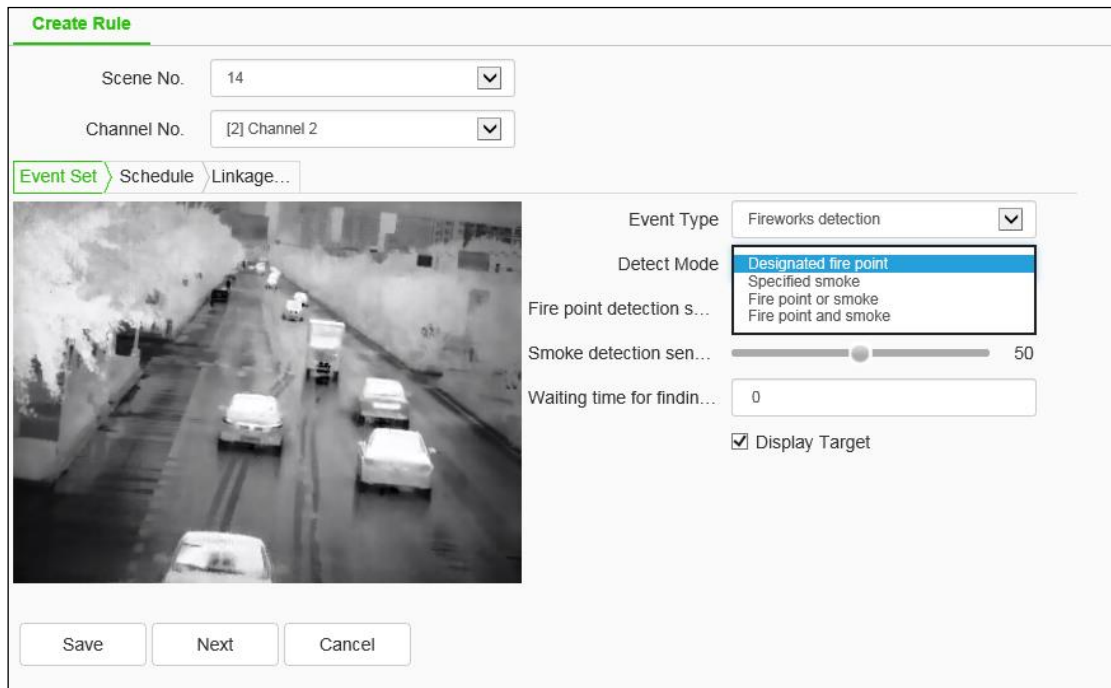 Create Rule
Scene No. 14
Channel No. [2] Channel 2
Event Set Schedule Linkage...
Event Type Fireworks detection
Detect Mode Designated fire point
Specified smoke
Fire point detection s... Fire point or smoke
Fire point and smoke
Smoke detection sen... 50
Waiting time for findin... 0
Display Target
Save Next Cancel